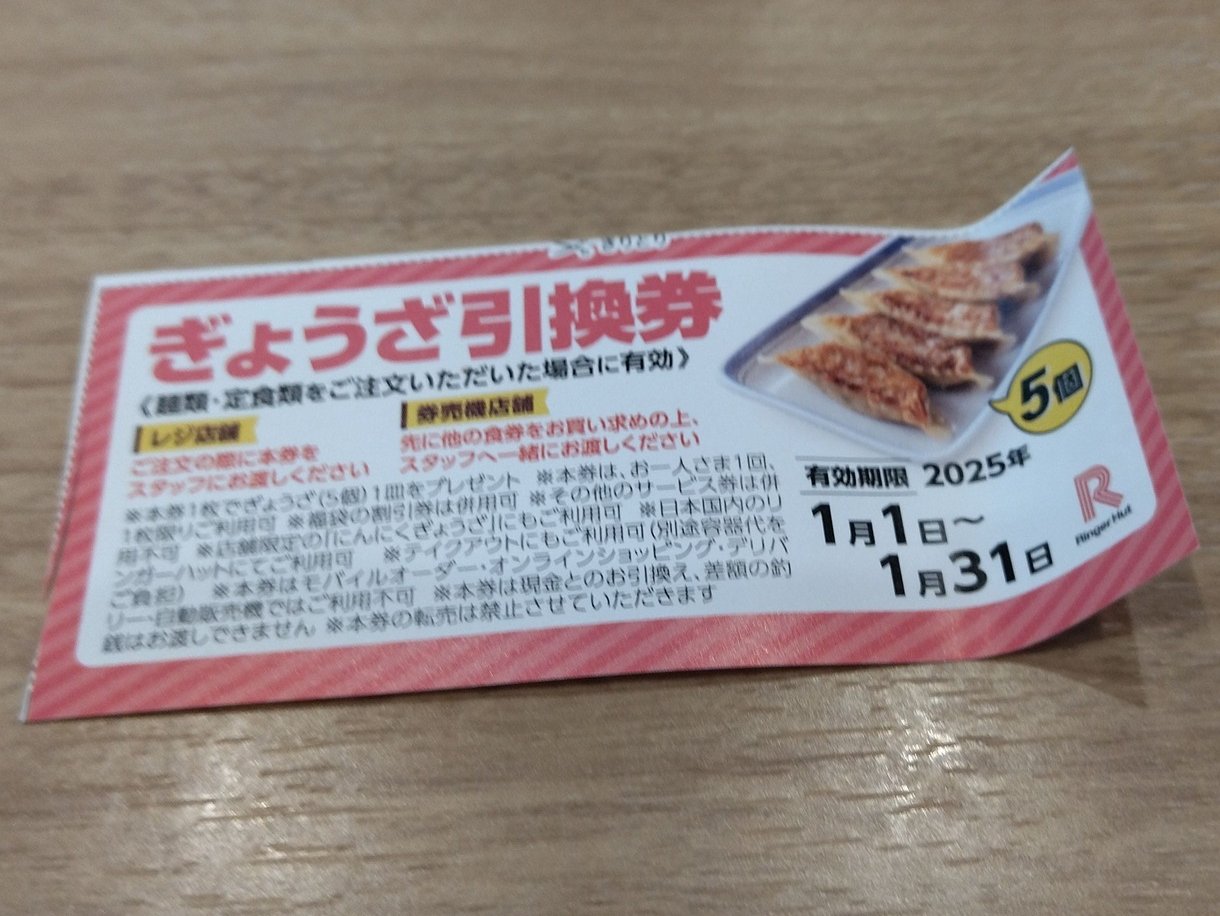 きりとり
ぎょうざ引換券
《麺類・定食類をご注文いただいた場合に有効》
レジ店舗
ご注文の際に本券を
スタッフにお渡しください
券売機店舗
先に他の食券をお買い求めの上、
スタッフへ一緒にお渡しください
※本券1枚でぎょうざ(5個)1皿をプレゼント ※本券は、お一人さま1回、
1枚限りご利用可 ※福袋の割引券は併用可 ※その他のサービス券は併
用不可 ※店舗限定の「にんにくぎょうざ」にもご利用可 ※日本国内のリ
ンガーハットにてご利用可 ※テイクアウトにもご利用可(別途容器代を
ご負担) ※本券はモバイルオーダー・オンラインショッピング・デリバ
リー・自動販売機ではご利用不可 ※本券は現金とのお引換え、差額の釣
銭はお渡しできません ※本券の転売は禁止させていただきます
5個
有効期限 2025年
1月1日〜
1月31日
R
RingerHut